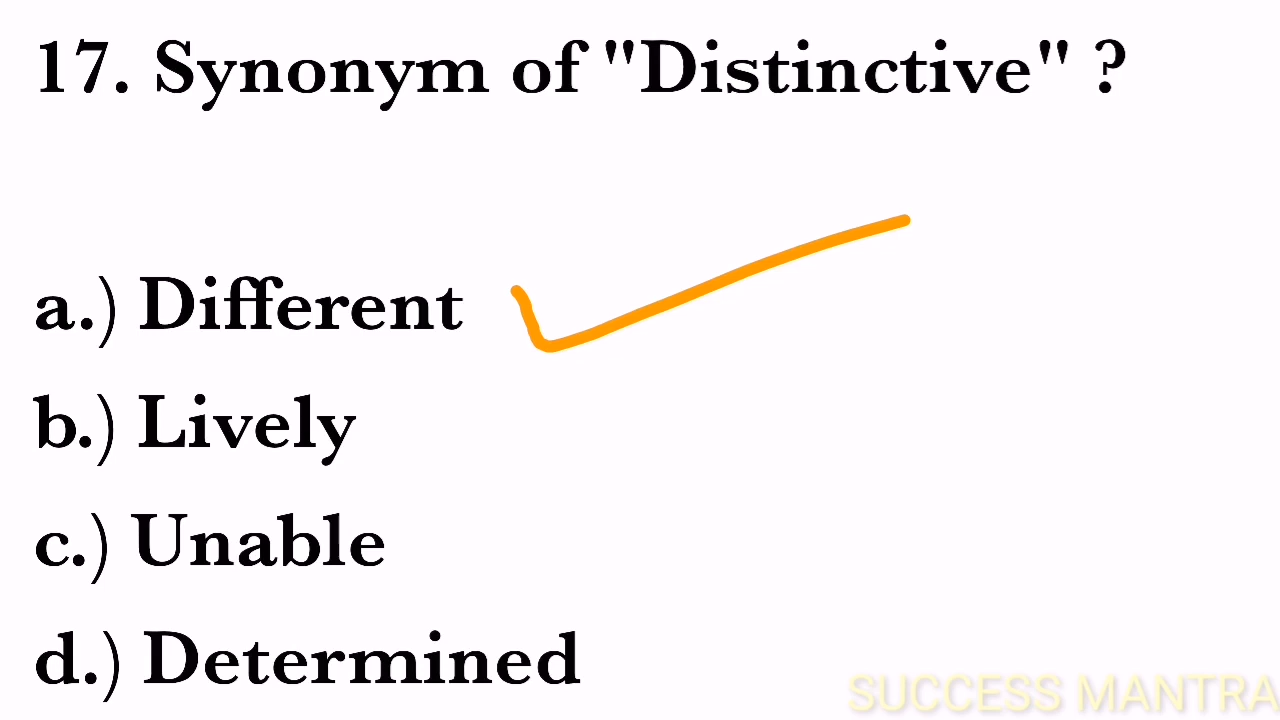 17. Synonym of "Distinctive" ?
a.) Different
b.) Lively
c.) Unable
d.) Determined
SUCCESS MANTRA